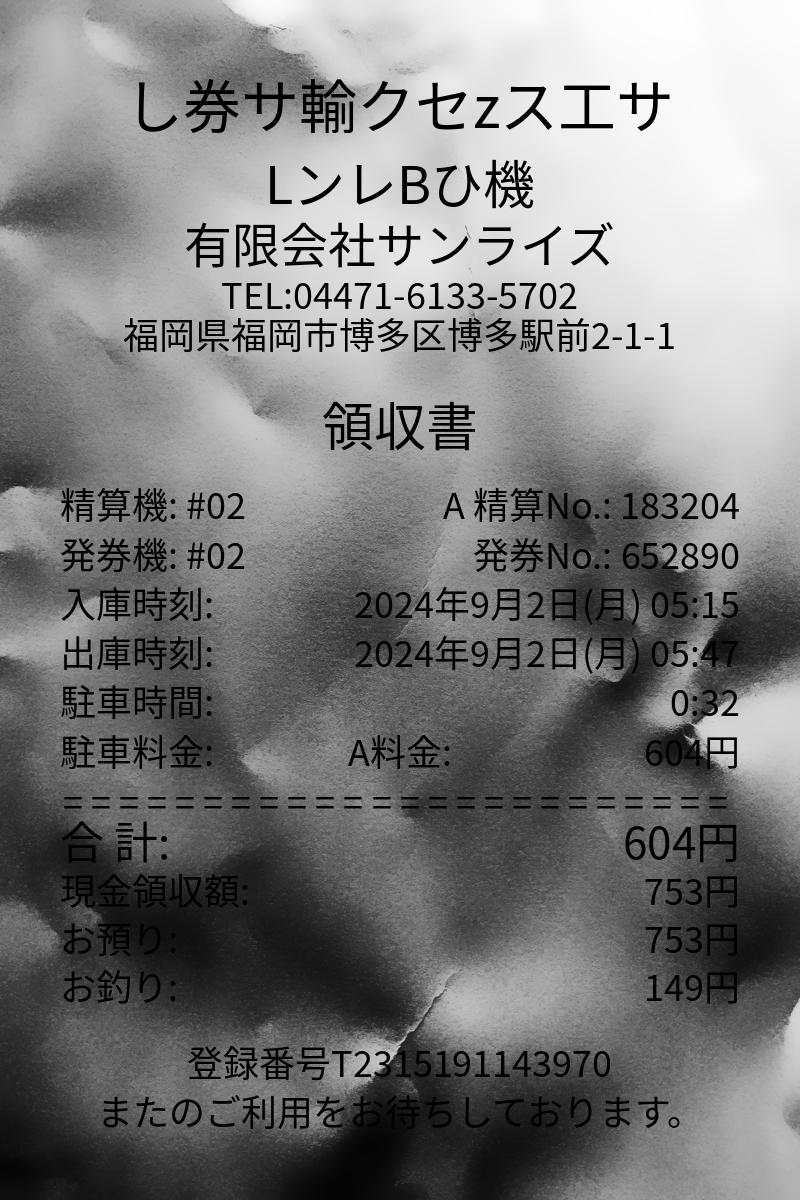 し券サ輸クセzスエサ
LンレBひ機
有限会社サンライズ
TEL:04471-6133-5702
福岡県福岡市博多区博多駅前2-1-1
領収書
精算機: #02 A 精算No.: 183204
発券機: #02 発券No.: 652890
入庫時刻: 2024年9月2日(月) 05:15
出庫時刻: 2024年9月2日(月) 05:47
駐車時間: 0:32
駐車料金: A料金: 604円
========================
合 計: 604円
現金領収額: 753円
お預り: 753円
お釣り: 149円
登録番号T2315191143970
またのご利用をお待ちしております。